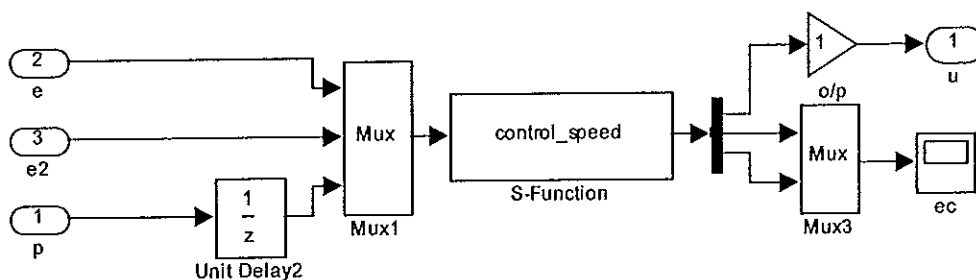 2
e
3
e2
1
p
1
z
Unit Delay2
Mux
Mux1
control_speed
S-Function
1
o/p
1
u
Mux
Mux3
ec